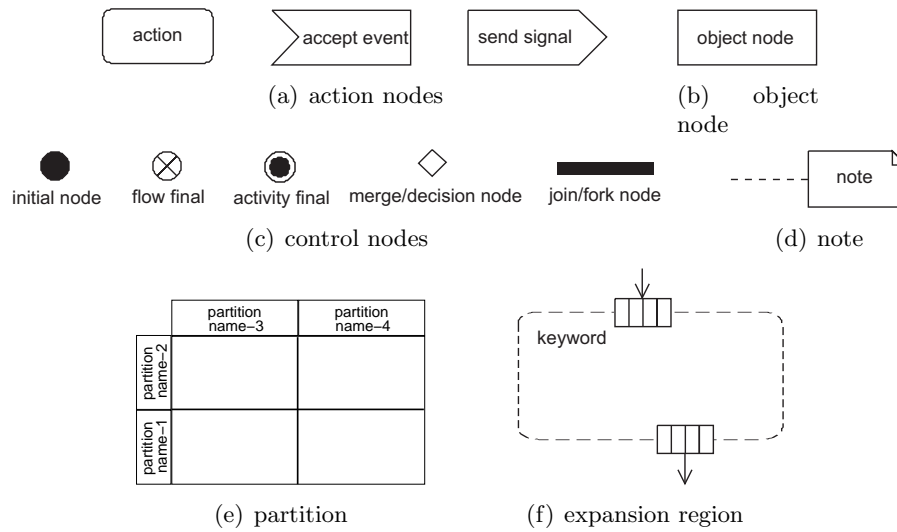 action
accept event
send signal
object node
(a) action nodes
(b) object
node
initial node
flow final
activity final
merge/decision node
join/fork node
note
(c) control nodes
(d) note
partition
name−3
partition
name−4
partition
name−2
partition
name−1
keyword
(e) partition
(f) expansion region